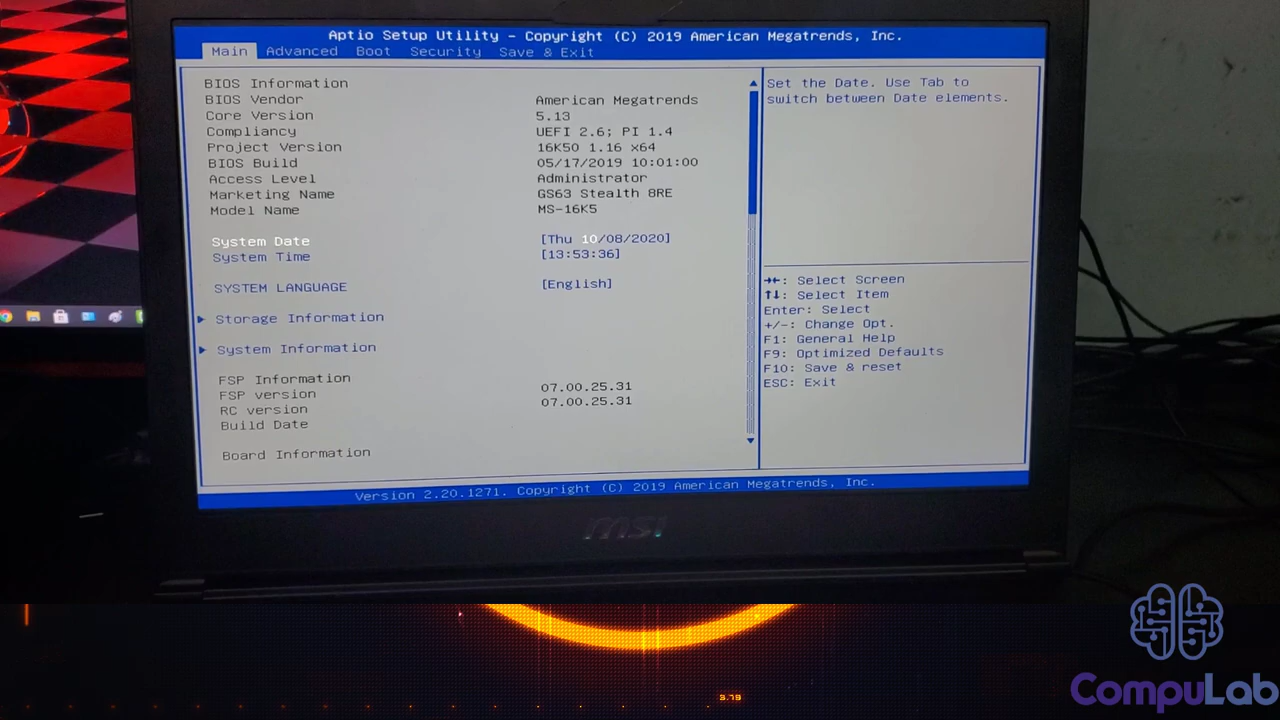 Aptio Setup Utility - Copyright (C) 2019 American Megatrends, Inc.
Main Advanced Boot Security Save & Exit
BIOS Information
BIOS Vendor American Megatrends
Core Version 5.13
Compliancy UEFI 2.6; PI 1.4
Project Version 16K50 1.16 x64
BIOS Build 05/17/2019 10:01:00
Access Level Administrator
Marketing Name GS63 Stealth 8RE
Model Name MS-16K5
System Date [Thu 10/08/2020]
System Time [13:53:36]
SYSTEM LANGUAGE [English]
Storage Information
System Information
FSP Information
FSP version 07.00.25.31
RC version 07.00.25.31
Build Date
Board Information
Set the Date. Use Tab to
switch between Date elements.
→←: Select Screen
↑↓: Select Item
Enter: Select
+/-: Change Opt.
F1: General Help
F9: Optimized Defaults
F10: Save & reset
ESC: Exit
Version 2.20.1271. Copyright (C) 2019 American Megatrends, Inc.
msi
3.79
CompuLab